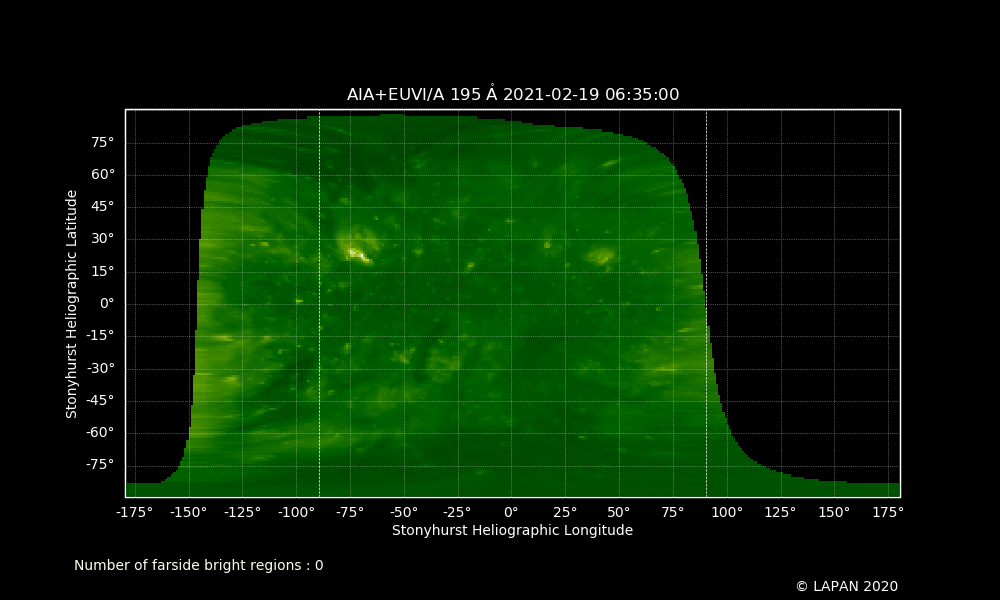 AIA+EUVI/A 195 Å 2021-02-19 06:35:00
Stonyhurst Heliographic Latitude
75°
60°
45°
30°
15°
0°
-15°
-30°
-45°
-60°
-75°
-175° -150° -125° -100° -75° -50° -25° 0° 25° 50° 75° 100° 125° 150° 175°
Stonyhurst Heliographic Longitude
Number of farside bright regions : 0
© LAPAN 2020